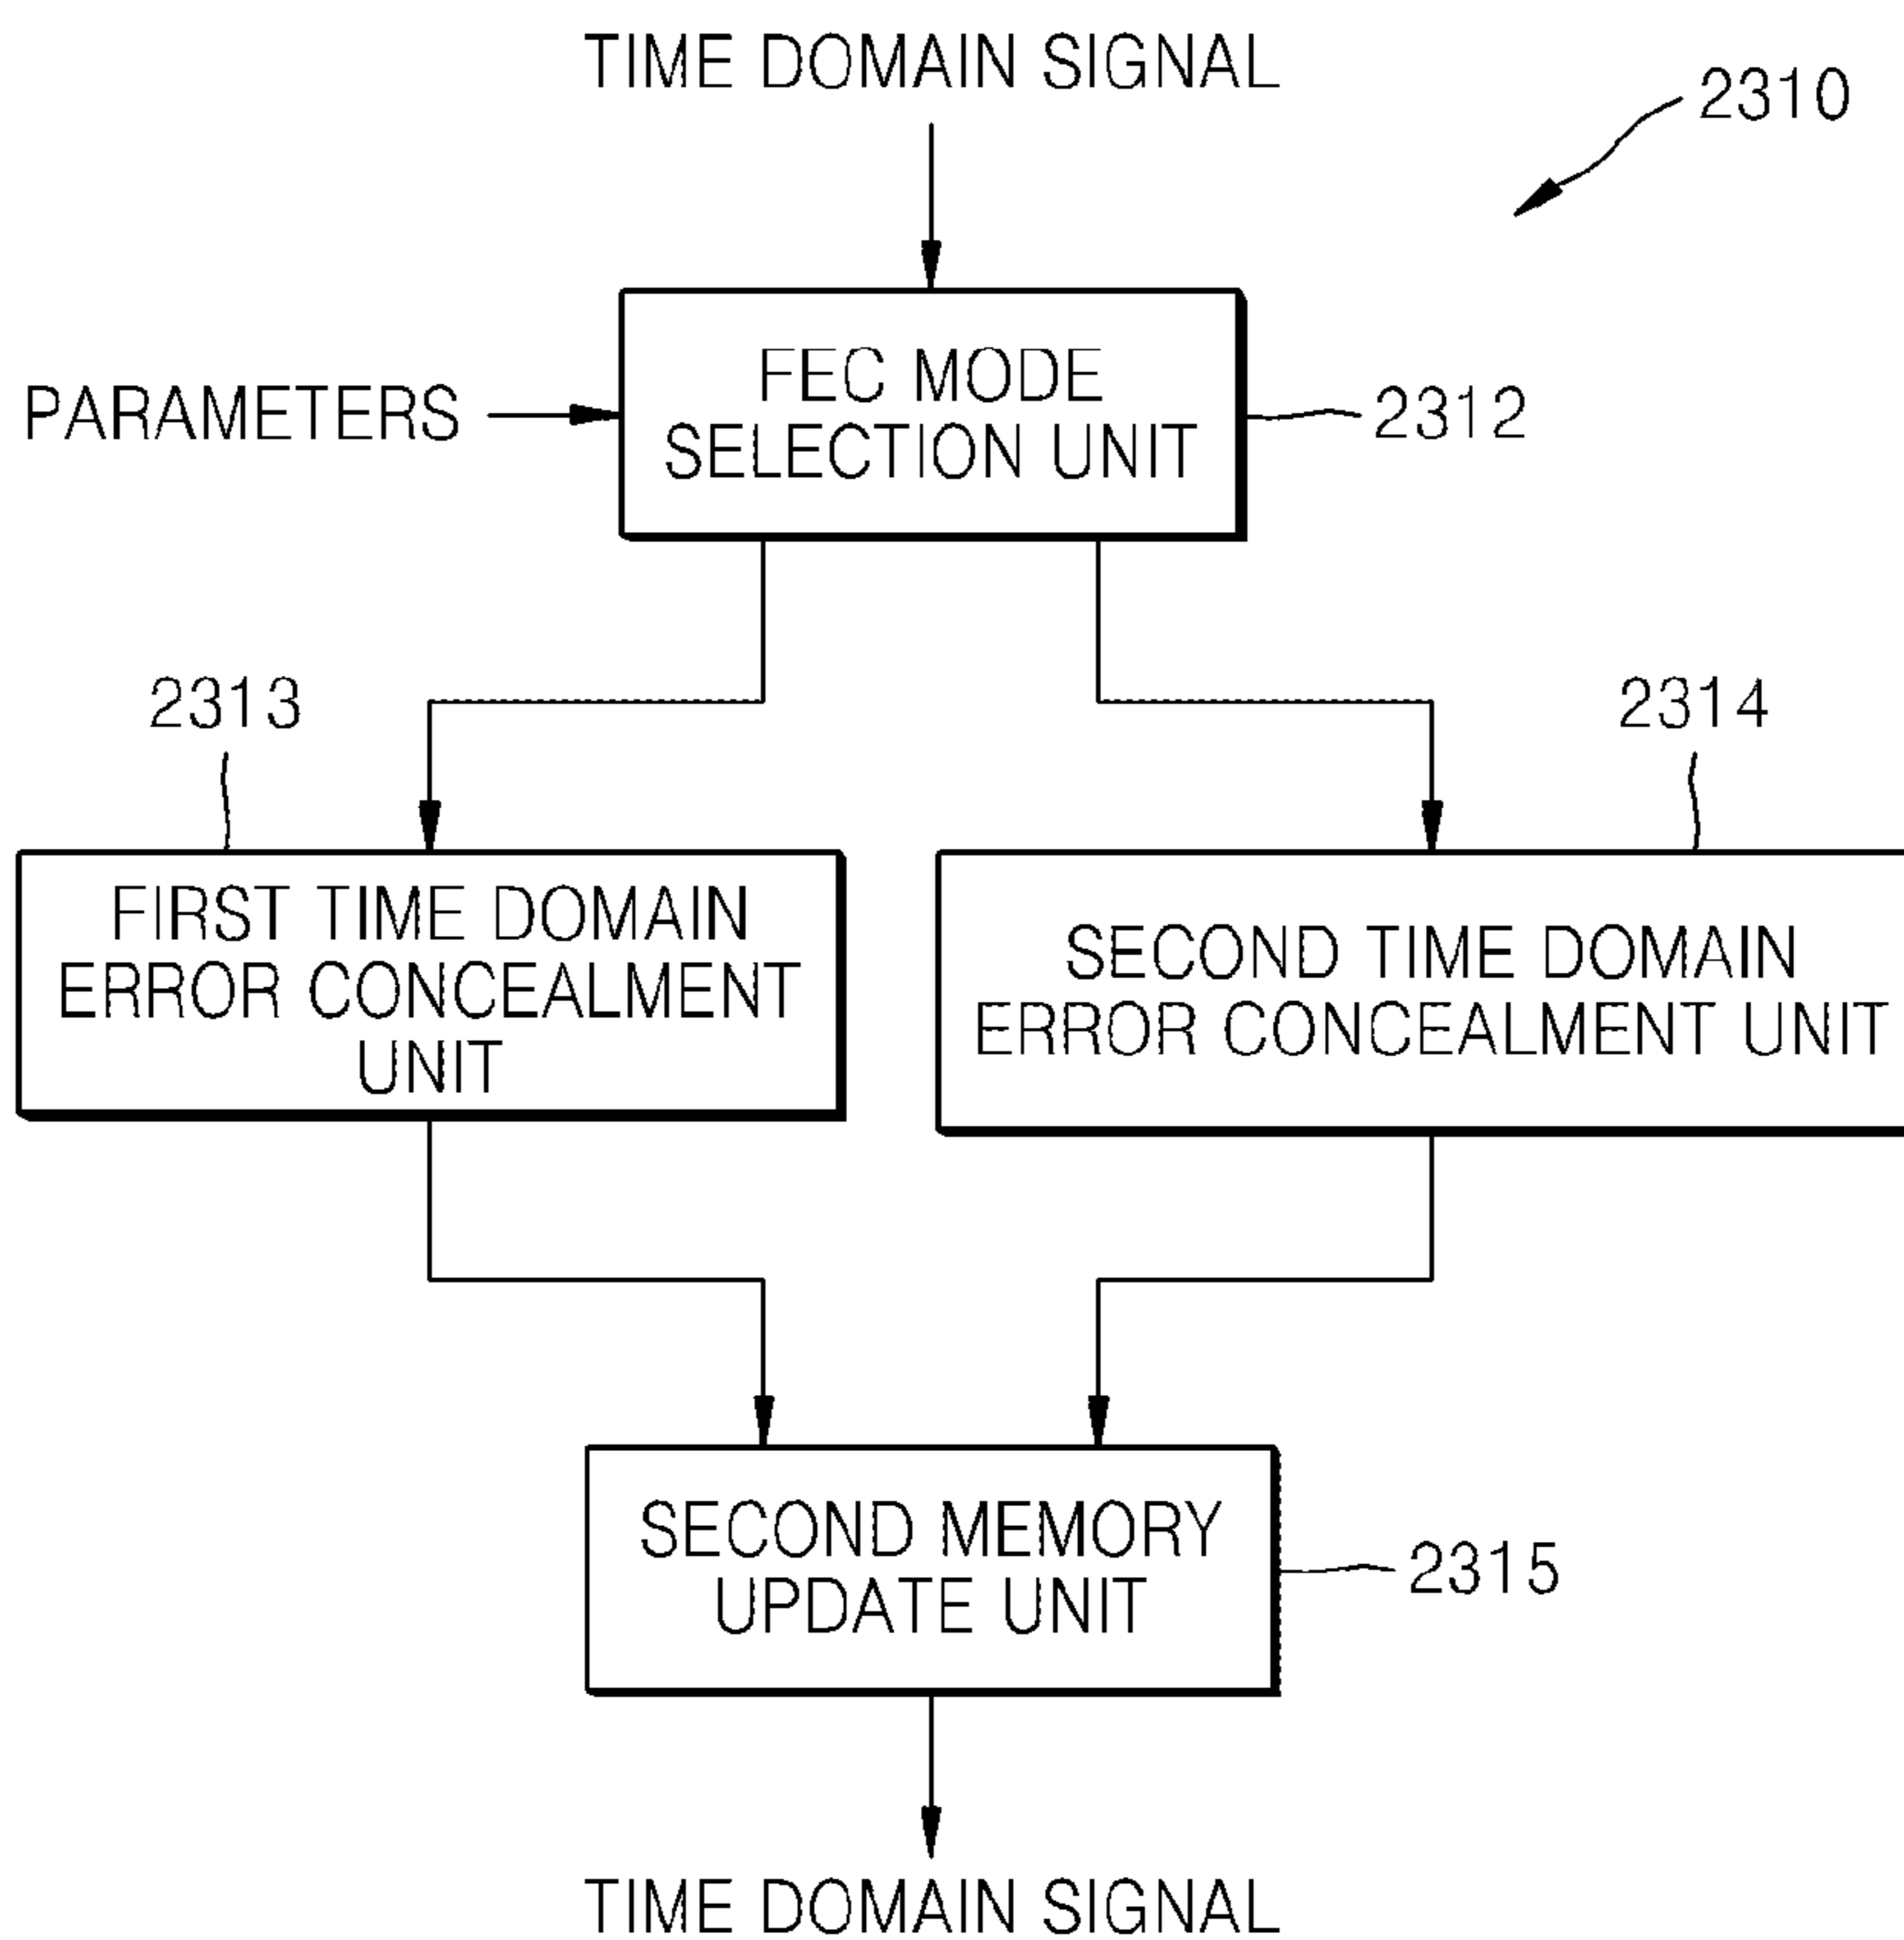 TIME DOMAIN SIGNAL
2310
FEC MODE
SELECTION UNIT
PARAMETERS
2312
2313
2314
FIRST TIME DOMAIN
ERROR CONCEALMENT
UNIT
SECOND TIME DOMAIN
ERROR CONCEALMENT UNIT
SECOND MEMORY
UPDATE UNIT
2315
TIME DOMAIN SIGNAL